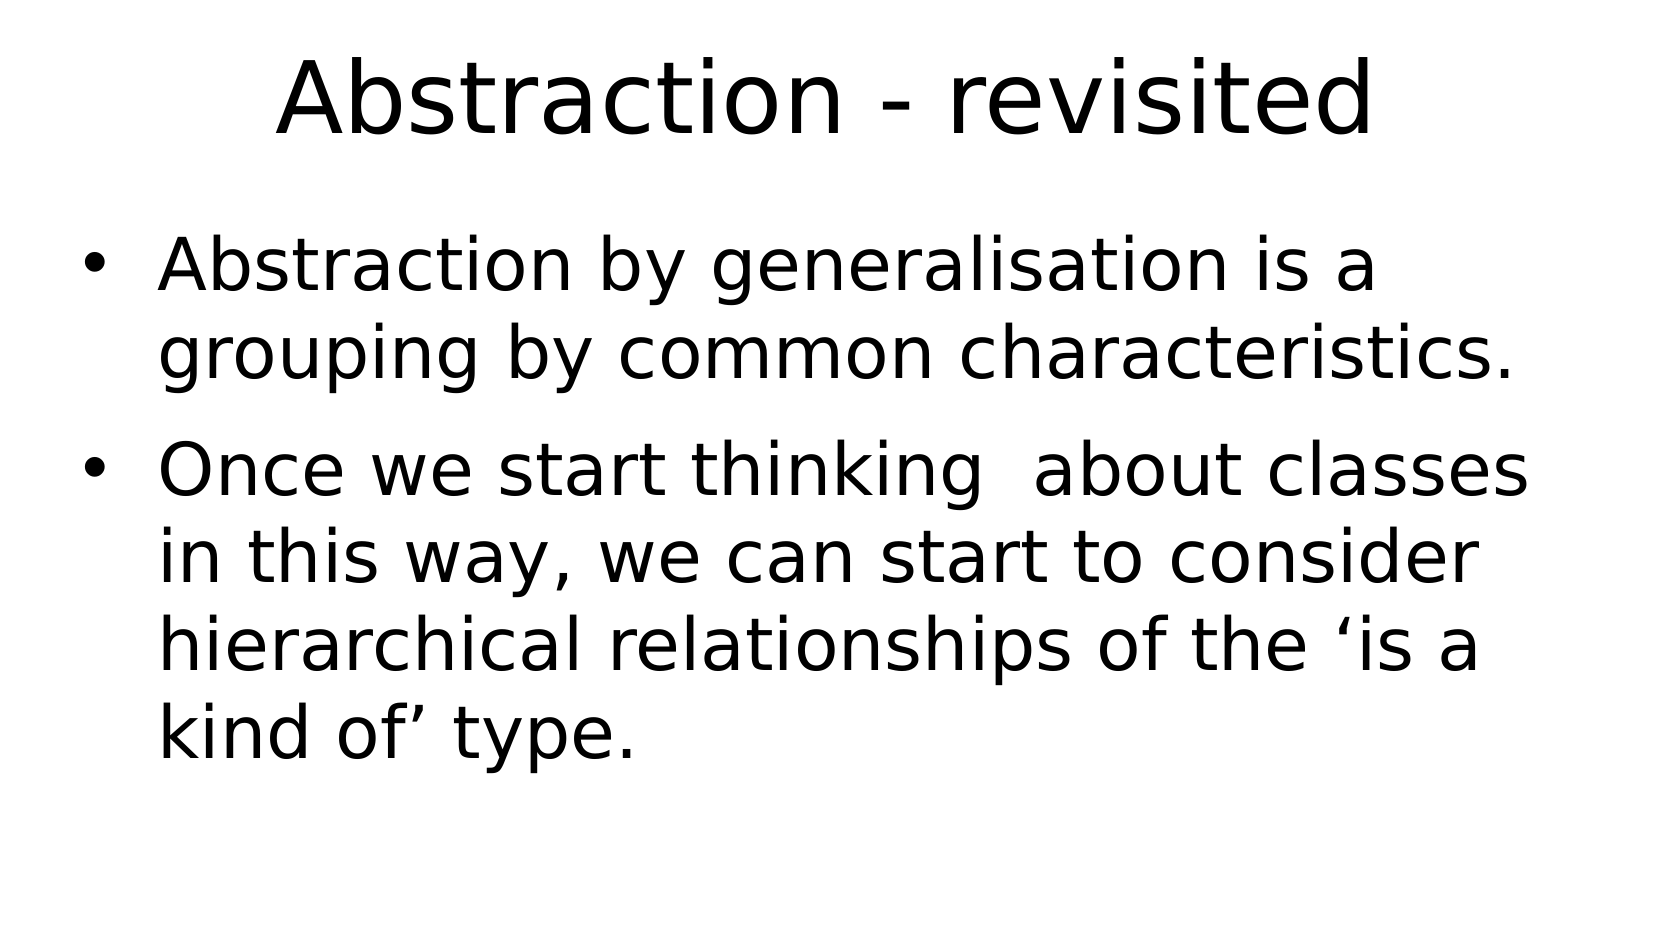 Abstraction - revisited
• Abstraction by generalisation is a
grouping by common characteristics.
• Once we start thinking  about classes
in this way, we can start to consider
hierarchical relationships of the ‘is a
kind of’ type.